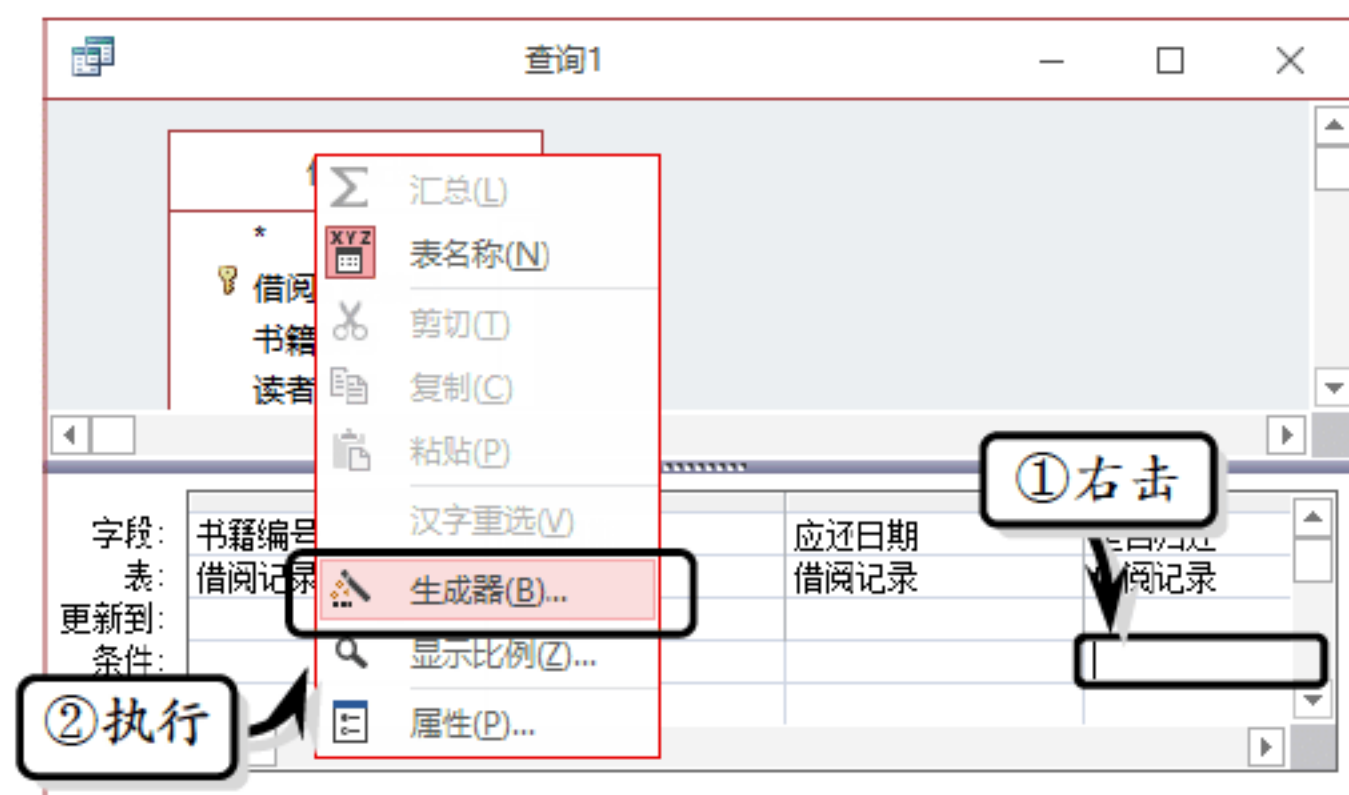 查询1
汇总(L)
表名称(N)
*
借阅
剪切(T)
书籍
读者
复制(C)
粘贴(P)
①右击
汉字重选(V)
字段: 书籍编号 应还日期
表: 借阅记录 借阅记录 阅记录
生成器(B)...
更新到:
条件:
显示比例(Z)...
②执行
属性(P)...